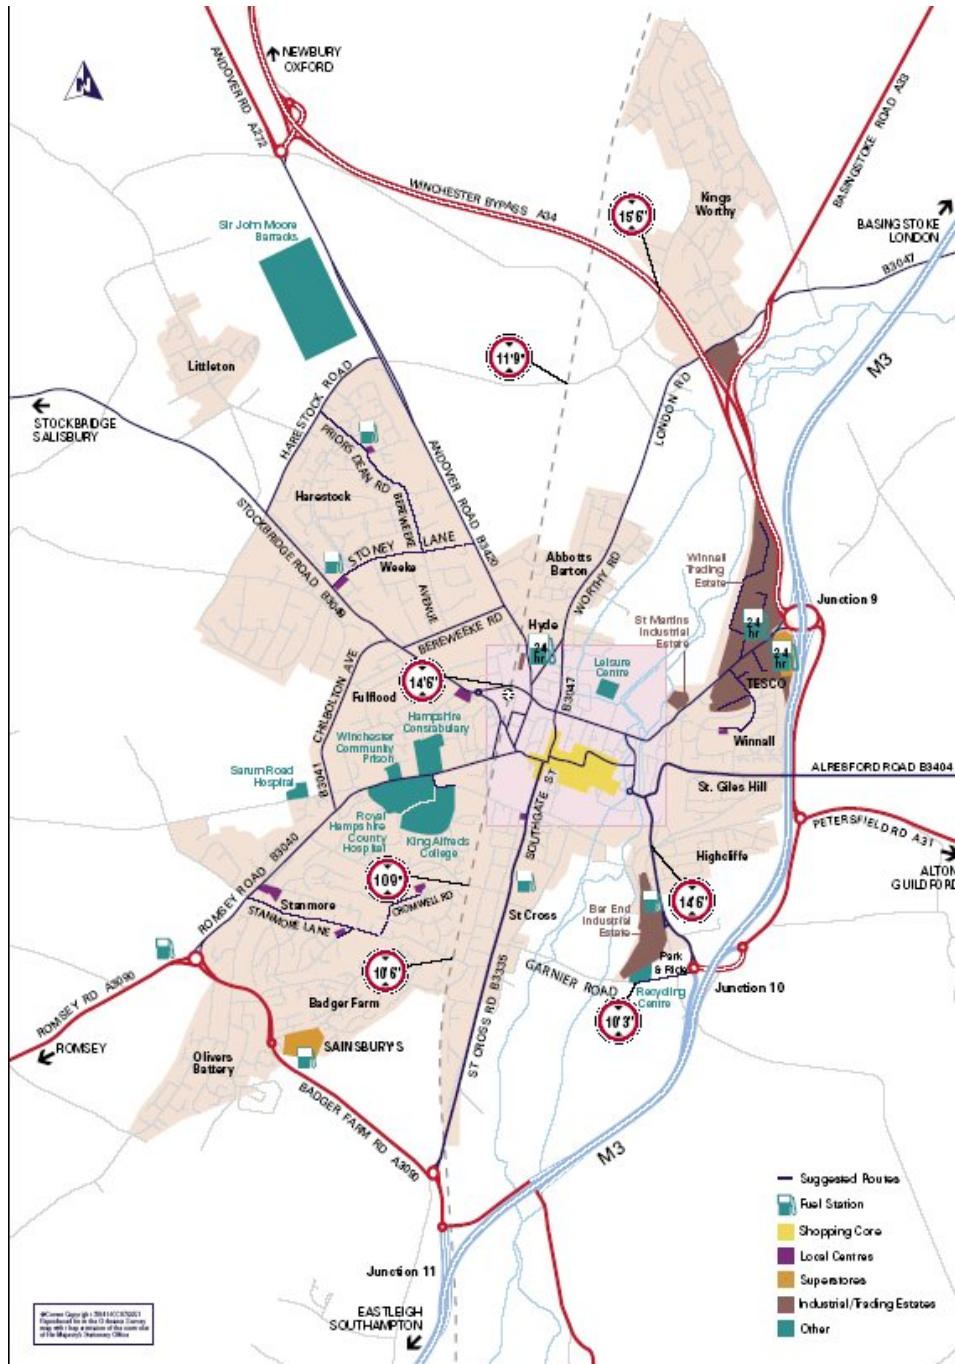 NEWBURY
OXFORD
ANDOVER RD A272
N
WINCHESTER BYPASS A34
15'6"
Kings
Worthy
BASINGSTOKE ROAD A33
BASINGSTOKE
LONDON
B3047
Sir John Moore
Barracks
M3
11'9"
Littleton
STOCKBRIDGE
SALISBURY
HARESTOCK ROAD
LONDON RD
PRIORS DEAN RD
ANDOVER ROAD B3420
Harestock
BEREWEEKE
AVENUE
STOCKBRIDGE ROAD B3049
STONEY LANE
Weeke
Abbotts
Barton
WORTHY RD
Winnall
Trading
Estate
Junction 9
BEREWEEKE RD
Hyde
24
hr
St Martins
Industrial
Estate
24
hr
24
hr
TESCO
CHILBOLTON AVE
B3041
14'6"
Fulflood
Leisure
Centre
B3047
Hampshire
Constabulary
Winchester
Community
Prison
Winnall
Sarum Road
Hospital
ALRESFORD ROAD B3404
St. Giles Hill
SOUTHGATE ST
Royal
Hampshire
County
Hospital
King Alfreds
College
PETERSFIELD RD A31
ROMSEY ROAD B3040
Highcliffe
ALTON
GUILDFORD
109"
Stanmore
CROMWELL RD
STANMORE LANE
St Cross
Bar End
Industrial
Estate
14'6"
10'6"
Park
& Ride
GARNIER ROAD
Junction 10
Recycling
Centre
ROMSEY RD A3090
Badger Farm
10'3"
ST CROSS RD B3335
ROMSEY
SAINSBURY'S
Olivers
Battery
BADGER FARM RD A3090
M3
Suggested Routes
Fuel Station
Shopping Core
Local Centres
Superstores
Industrial/Trading Estates
Other
Junction 11
EASTLEIGH
SOUTHAMPTON